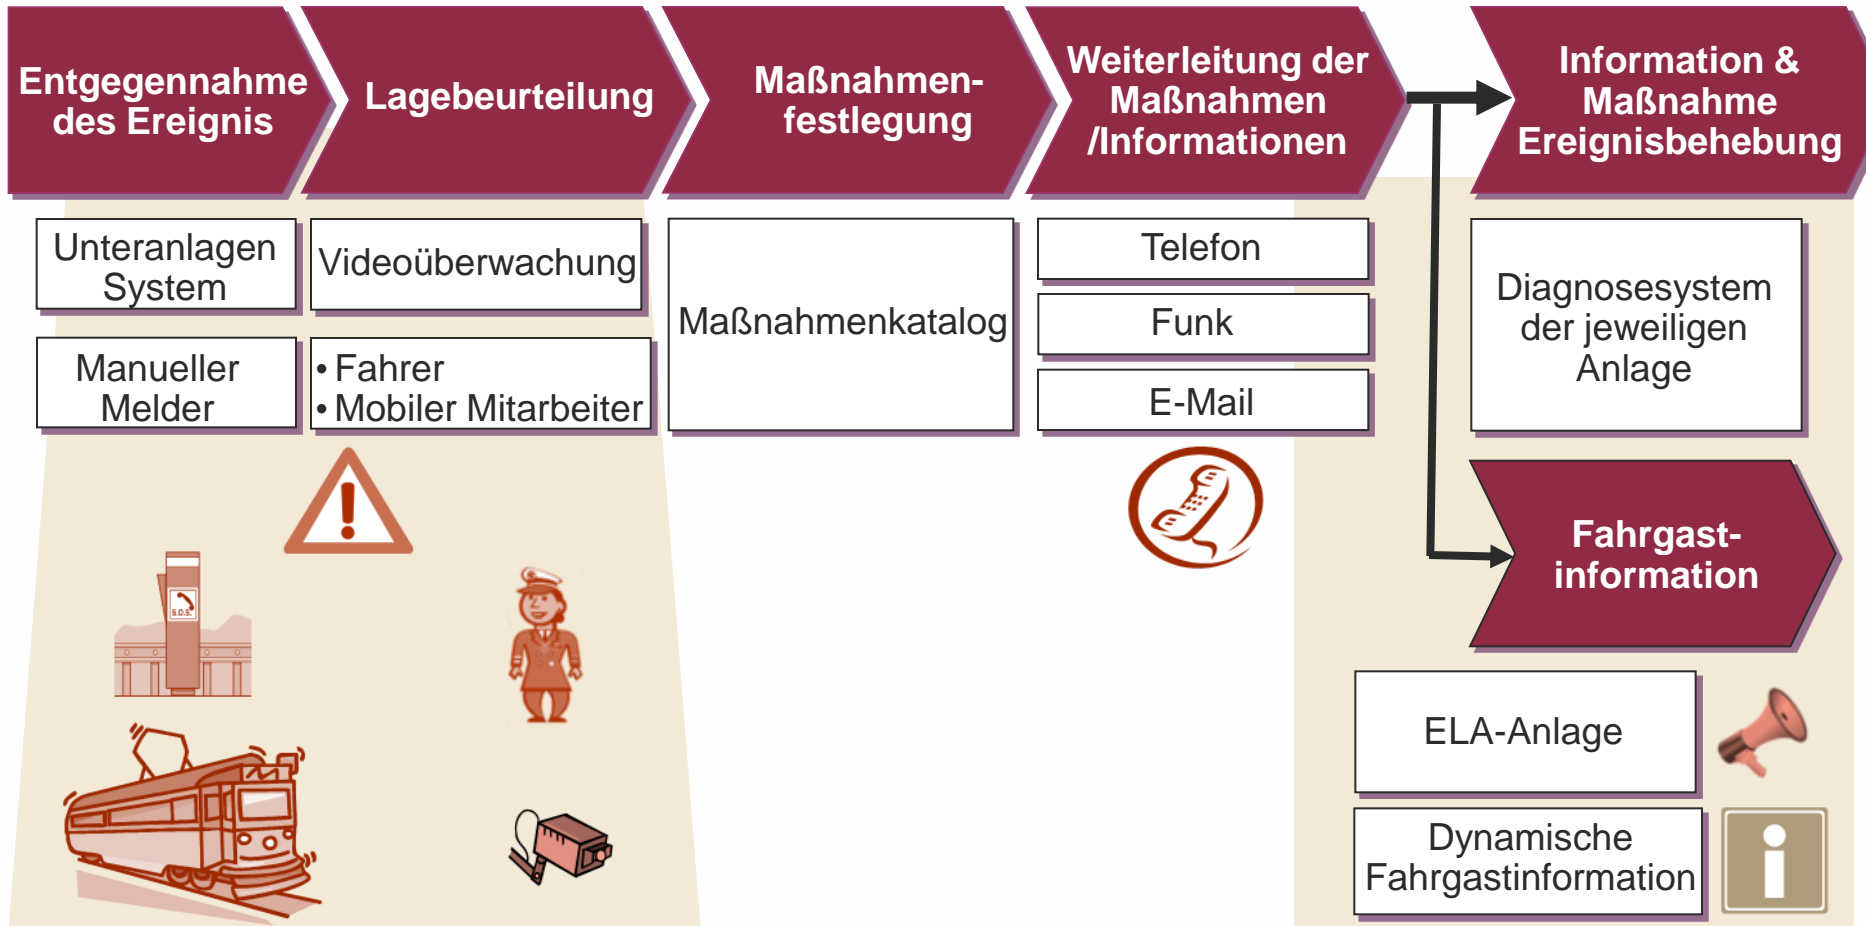 Entgegennahme
des Ereignis
Lagebeurteilung
Maßnahmen-
festlegung
Weiterleitung der
Maßnahmen
/Informationen
Information &
Maßnahme
Ereignisbehebung
Unteranlagen
System
Manueller
Melder
Videoüberwachung
• Fahrer
• Mobiler Mitarbeiter
Maßnahmenkatalog
Telefon
Funk
E-Mail
Diagnosesystem
der jeweiligen
Anlage
S.O.S.
Fahrgast-
information
ELA-Anlage
Dynamische
Fahrgastinformation
i